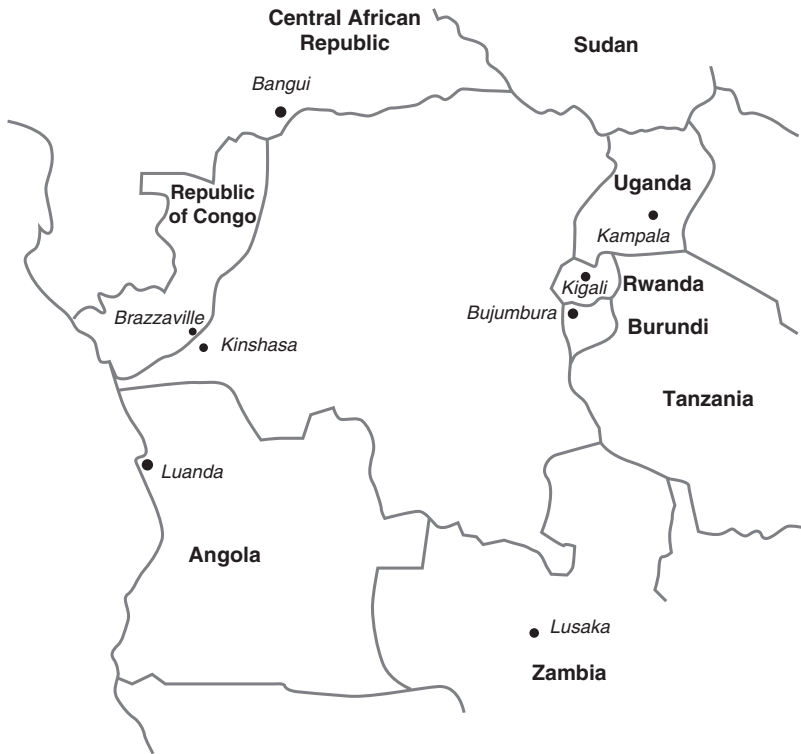 Central African
Republic
Sudan
Bangui
Republic
of Congo
Uganda
Kampala
Kigali
Rwanda
Bujumbura
Burundi
Brazzaville
Kinshasa
Tanzania
Luanda
Angola
Lusaka
Zambia